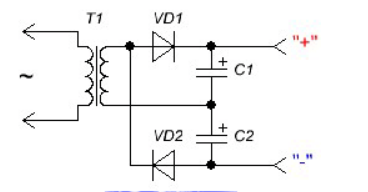 T1 VD1 "+"
+ C1
~
+ C2
VD2 "-"